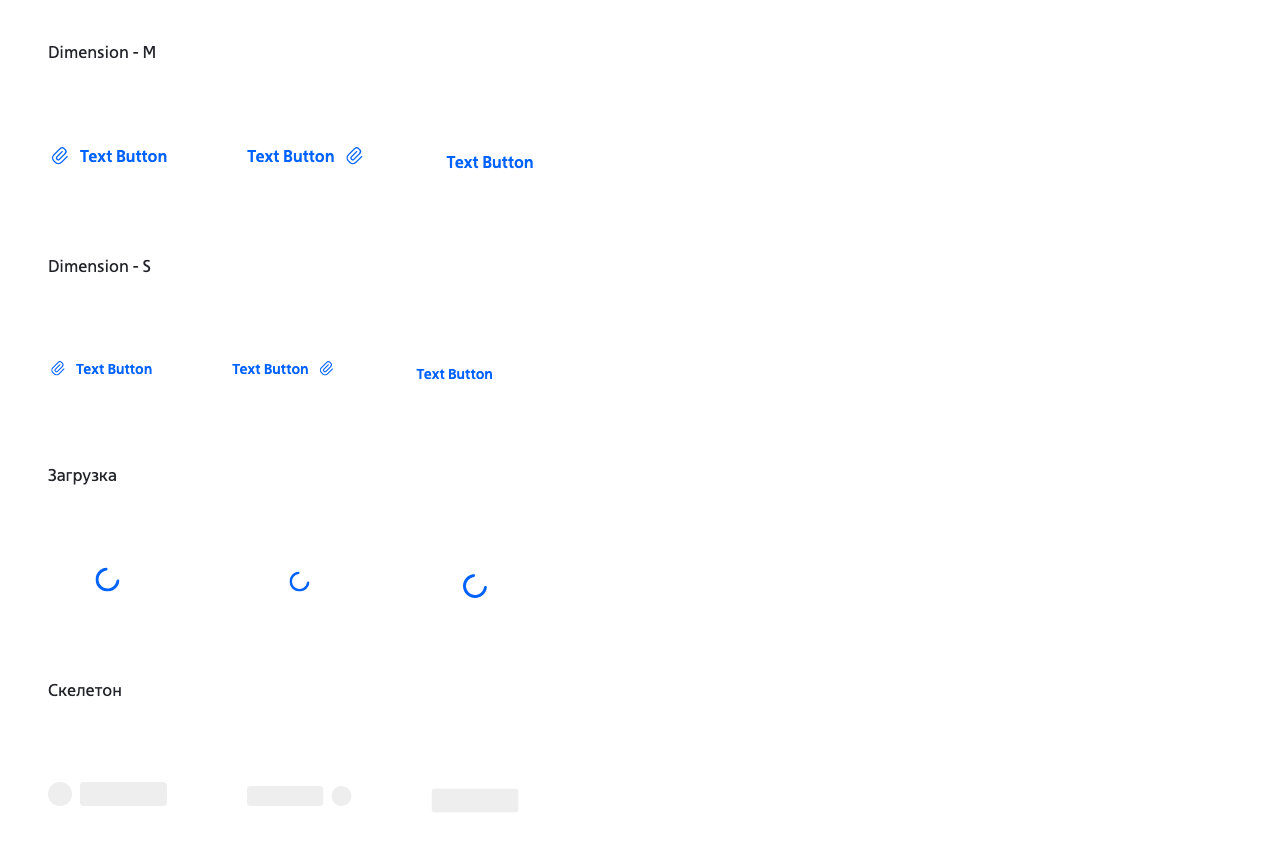 Dimension - M
Text Button Text Button Text Button
Dimension - S
Text Button Text Button Text Button
Загрузка
Скелетон